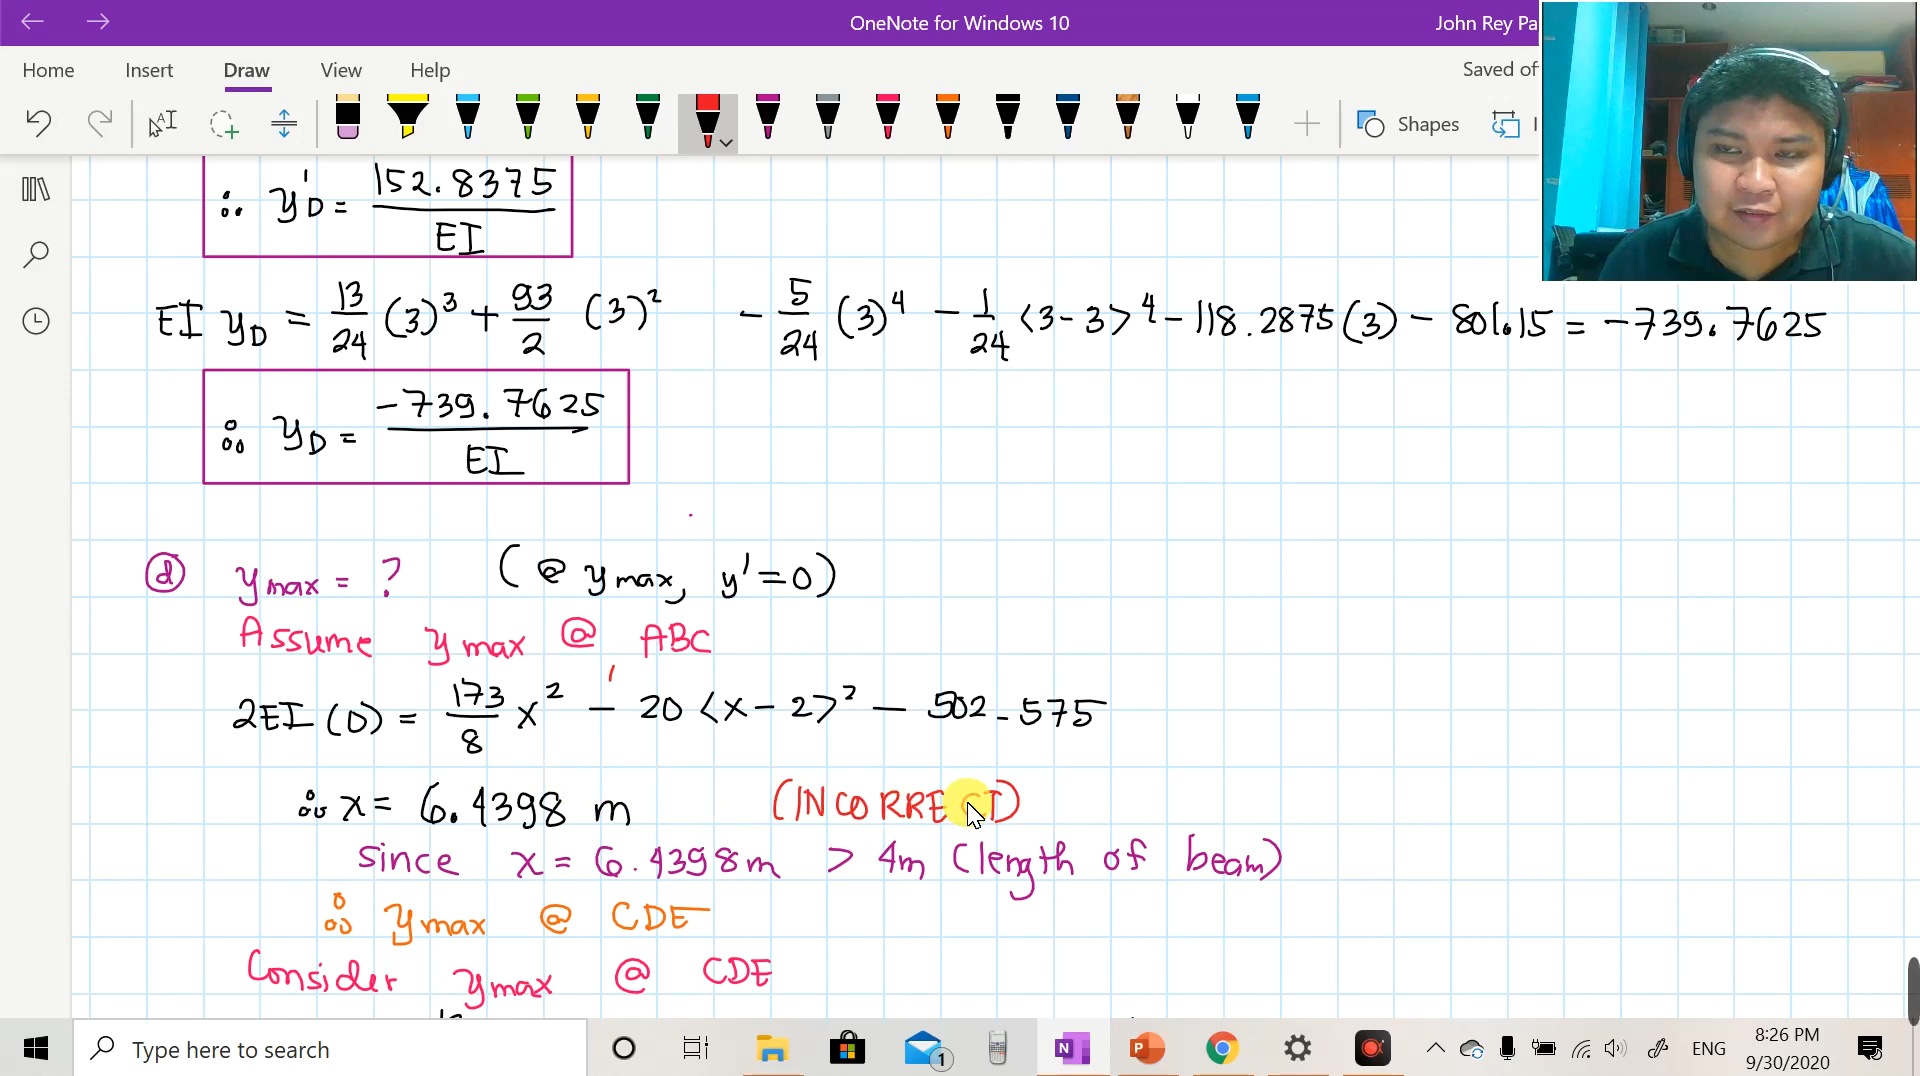 OneNote for Windows 10
John Rey Pa
Home Insert Draw View Help
Saved of
Shapes
∴ y'D = 152.8375 / EI
EI yD = 13/24 (3)³ + 93/2 (3)² - 5/24 (3)⁴ - 1/24 <3-3>⁴ - 118.2875(3) - 801.15 = -739.7625
∴ yD = -739.7625 / EI
(d) ymax = ? (@ ymax, y' = 0)
Assume ymax @ ABC
2EI(0) = 173/8 x² - 20 <x-2>² - 502.575
∴ x = 6.4398 m (INCORRECT)
since x = 6.4398m > 4m (length of beam)
∴ ymax @ CDE
Consider ymax @ CDE
Type here to search
1
N
P
ENG
8:26 PM
9/30/2020